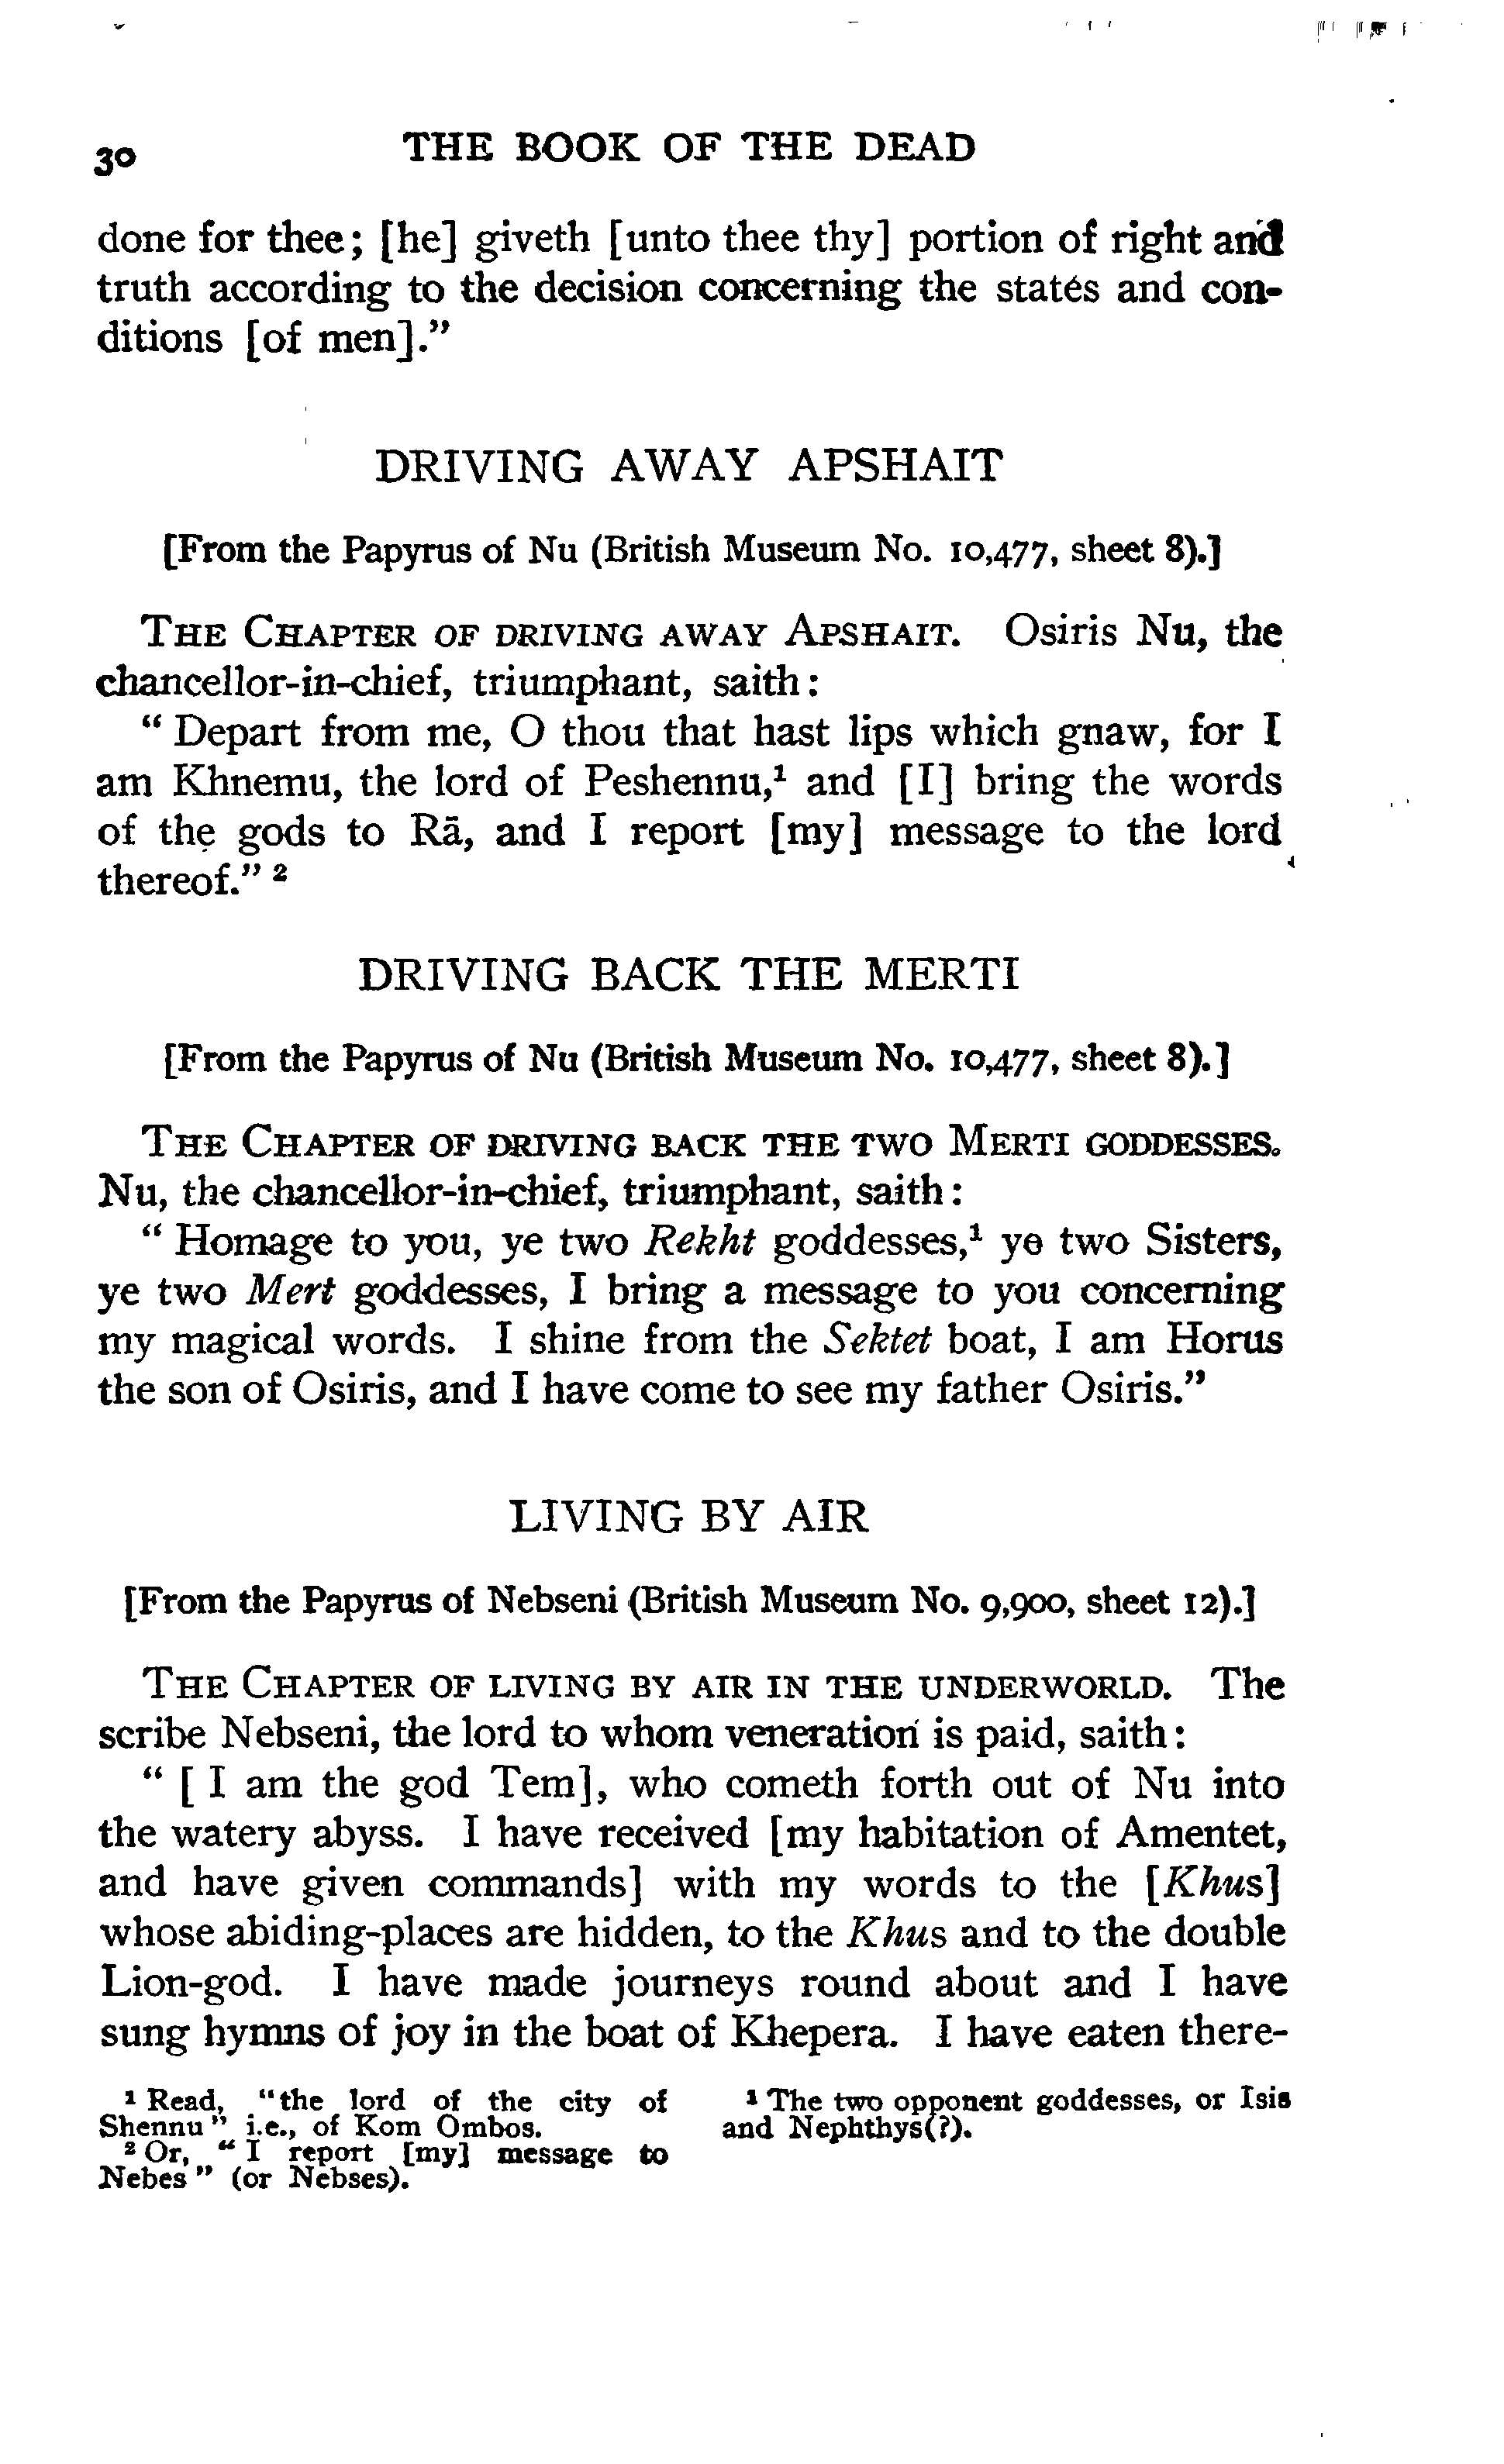 30 THE BOOK OF THE DEAD
done for thee; [he] giveth [unto thee thy] portion of right and
truth according to the decision concerning the states and con-
ditions [of men]."
DRIVING AWAY APSHAIT
[From the Papyrus of Nu (British Museum No. 10,477, sheet 8).]
THE CHAPTER OF DRIVING AWAY APSHAIT. Osiris Nu, the
chancellor-in-chief, triumphant, saith:
"Depart from me, O thou that hast lips which gnaw, for I
am Khnemu, the lord of Peshennu,¹ and [I] bring the words
of the gods to Rā, and I report [my] message to the lord
thereof." ²
DRIVING BACK THE MERTI
[From the Papyrus of Nu (British Museum No. 10,477, sheet 8).]
THE CHAPTER OF DRIVING BACK THE TWO MERTI GODDESSES.
Nu, the chancellor-in-chief, triumphant, saith:
"Homage to you, ye two Rekht goddesses,¹ ye two Sisters,
ye two Mert goddesses, I bring a message to you concerning
my magical words. I shine from the Sektet boat, I am Horus
the son of Osiris, and I have come to see my father Osiris."
LIVING BY AIR
[From the Papyrus of Nebseni (British Museum No. 9,900, sheet 12).]
THE CHAPTER OF LIVING BY AIR IN THE UNDERWORLD. The
scribe Nebseni, the lord to whom veneration is paid, saith:
"[I am the god Tem], who cometh forth out of Nu into
the watery abyss. I have received [my habitation of Amentet,
and have given commands] with my words to the [Khus]
whose abiding-places are hidden, to the Khus and to the double
Lion-god. I have made journeys round about and I have
sung hymns of joy in the boat of Khepera. I have eaten there-
¹ Read, "the lord of the city of
Shennu" i.e., of Kom Ombos.
² Or, "I report [my] message to
Nebes" (or Nebses).
¹ The two opponent goddesses, or Isis
and Nephthys(?).